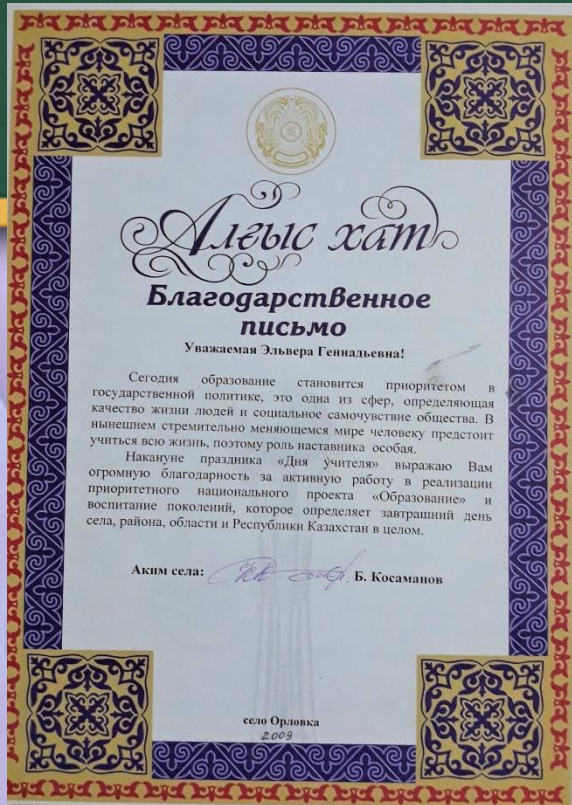 Алғыс хат
Благодарственное
письмо
Уважаемая Эльвера Геннадьевна!
Сегодня образование становится приоритетом в
государственной политике, это одна из сфер, определяющая
качество жизни людей и социальное самочувствие общества. В
нынешнем стремительно меняющемся мире человеку предстоит
учиться всю жизнь, поэтому роль наставника особая.
Накануне праздника «Дня учителя» выражаю Вам
огромную благодарность за активную работу в реализации
приоритетного национального проекта «Образование» и
воспитание поколений, которое определяет завтрашний день
села, района, области и Республики Казахстан в целом.
Аким села: Б. Косаманов
село Орловка
2009